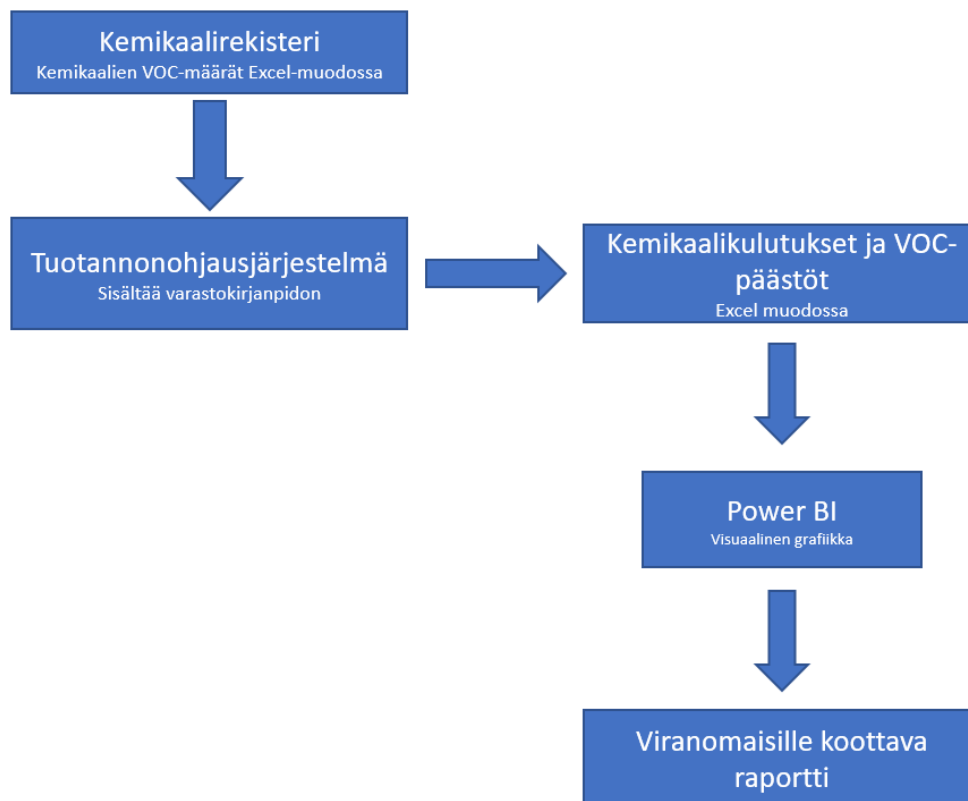 Kemikaalirekisteri
Kemikaalien VOC-määrät Excel-muodossa
Tuotannonohjausjärjestelmä
Sisältää varastokirjanpidon
Kemikaalikulutukset ja VOC-
päästöt
Excel muodossa
Power BI
Visuaalinen grafiikka
Viranomaisille koottava
raportti